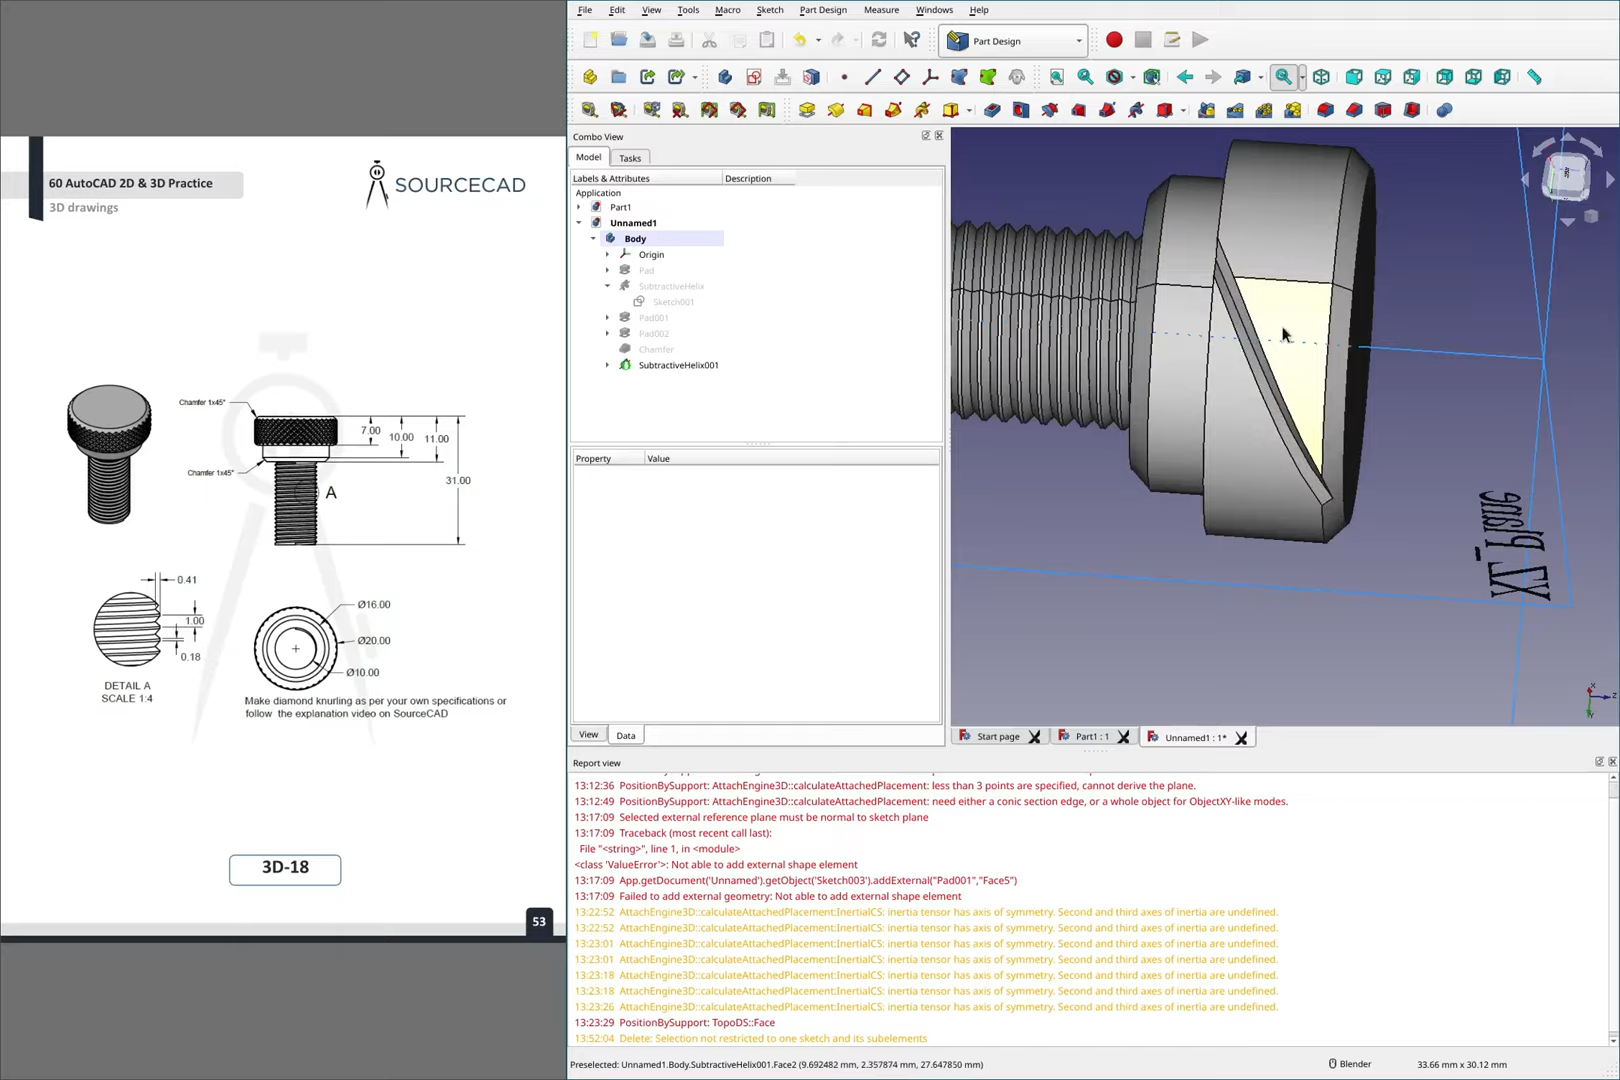 60 AutoCAD 2D & 3D Practice
3D drawings
SOURCECAD
Chamfer 1x45°
7.00
10.00
11.00
Chamfer 1x45°
31.00
A
0.41
1.00
0.18
Ø16.00
Ø20.00
Ø10.00
DETAIL A
SCALE 1:4
Make diamond knurling as per your own specifications or
follow the explanation video on SourceCAD
3D-18
53
File Edit View Tools Macro Sketch Part Design Measure Windows Help
Part Design
Combo View
Model Tasks
Labels & Attributes Description
Application
Part1
Unnamed1
Body
Origin
Pad
SubtractiveHelix
Sketch001
Pad001
Pad002
Chamfer
SubtractiveHelix001
Property Value
View Data
Start page Part1 : 1 Unnamed1 : 1*
Report view
13:12:36 PositionBySupport: AttachEngine3D::calculateAttachedPlacement: less than 3 points are specified, cannot derive the plane.
13:12:49 PositionBySupport: AttachEngine3D::calculateAttachedPlacement: need either a conic section edge, or a whole object for ObjectXY-like modes.
13:17:09 Selected external reference plane must be normal to sketch plane
13:17:09 Traceback (most recent call last):
File "<string>", line 1, in <module>
<class 'ValueError'>: Not able to add external shape element
13:17:09 App.getDocument('Unnamed').getObject('Sketch003').addExternal("Pad001","Face5")
13:17:09 Failed to add external geometry: Not able to add external shape element
13:22:52 AttachEngine3D::calculateAttachedPlacement:InertialCS: inertia tensor has axis of symmetry. Second and third axes of inertia are undefined.
13:22:52 AttachEngine3D::calculateAttachedPlacement:InertialCS: inertia tensor has axis of symmetry. Second and third axes of inertia are undefined.
13:23:01 AttachEngine3D::calculateAttachedPlacement:InertialCS: inertia tensor has axis of symmetry. Second and third axes of inertia are undefined.
13:23:01 AttachEngine3D::calculateAttachedPlacement:InertialCS: inertia tensor has axis of symmetry. Second and third axes of inertia are undefined.
13:23:18 AttachEngine3D::calculateAttachedPlacement:InertialCS: inertia tensor has axis of symmetry. Second and third axes of inertia are undefined.
13:23:18 AttachEngine3D::calculateAttachedPlacement:InertialCS: inertia tensor has axis of symmetry. Second and third axes of inertia are undefined.
13:23:26 AttachEngine3D::calculateAttachedPlacement:InertialCS: inertia tensor has axis of symmetry. Second and third axes of inertia are undefined.
13:23:29 PositionBySupport: TopoDS::Face
13:52:04 Delete: Selection not restricted to one sketch and its subelements
Preselected: Unnamed1.Body.SubtractiveHelix001.Face2 (9.692482 mm, 2.357874 mm, 27.647850 mm)
Blender
33.66 mm x 30.12 mm